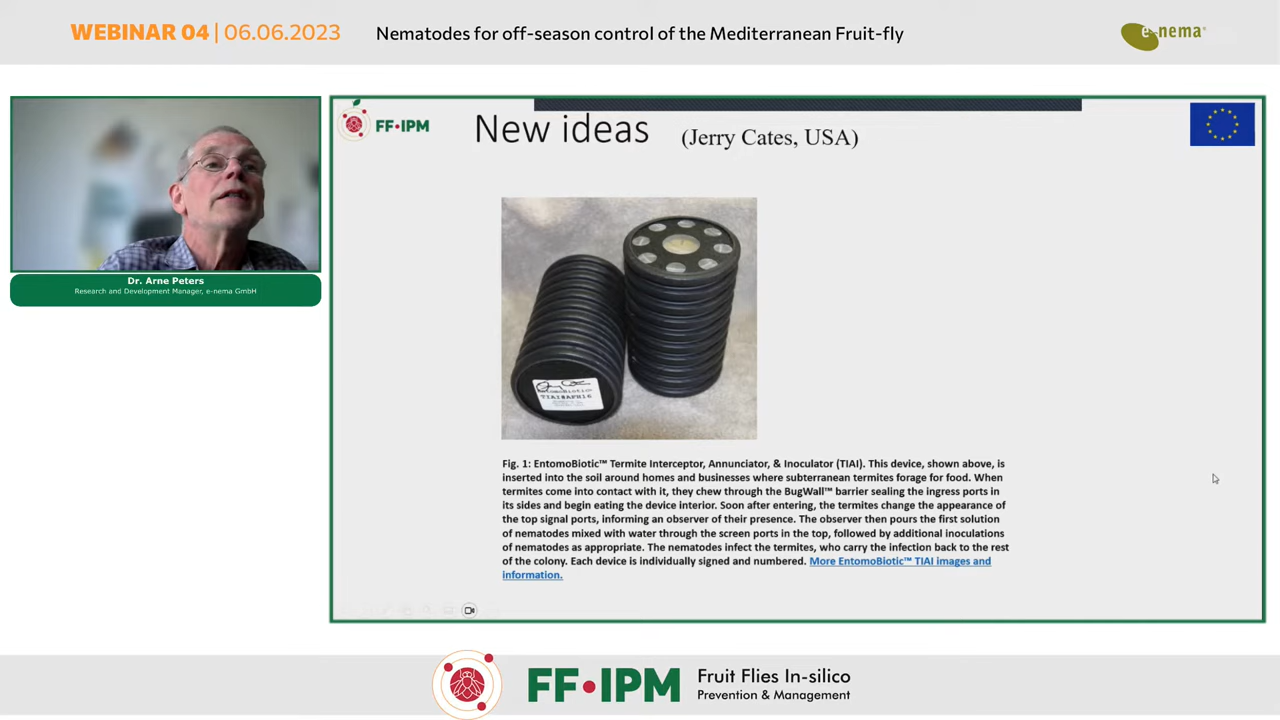 WEBINAR 04 | 06.06.2023
Nematodes for off-season control of the Mediterranean Fruit-fly
e-nema®
FF·IPM
New ideas (Jerry Cates, USA)
TIAI#APR16
Dr. Arne Peters
Research and Development Manager, e-nema GmbH
Fig. 1: EntomoBiotic™ Termite Interceptor, Annunciator, & Inoculator (TIAI). This device, shown above, is
inserted into the soil around homes and businesses where subterranean termites forage for food. When
termites come into contact with it, they chew through the BugWall™ barrier sealing the ingress ports in
its sides and begin eating the device interior. Soon after entering, the termites change the appearance of
the top signal ports, informing an observer of their presence. The observer then pours the first solution
of nematodes mixed with water through the screen ports in the top, followed by additional inoculations
of nematodes as appropriate. The nematodes infect the termites, who carry the infection back to the rest
of the colony. Each device is individually signed and numbered. More EntomoBiotic™ TIAI images and
information.
FF·IPM
Fruit Flies In-silico
Prevention & Management